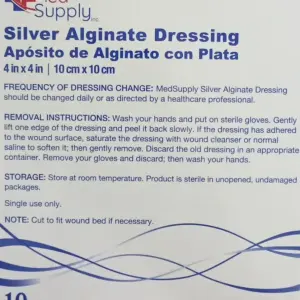 Supply inc.
Silver Alginate Dressing
Apósito de Alginato con Plata
4 in x 4 in | 10 cm x 10 cm
FREQUENCY OF DRESSING CHANGE: MedSupply Silver Alginate Dressing
should be changed daily or as directed by a healthcare professional.
REMOVAL INSTRUCTIONS: Wash your hands and put on sterile gloves. Gently
lift one edge of the dressing and peel it back slowly. If the dressing has adhered
to the wound surface, saturate the dressing with wound cleanser or normal
saline to soften it; then gently remove. Discard the old dressing in an appropriate
container. Remove your gloves and discard; then wash your hands.
STORAGE: Store at room temperature. Product is sterile in unopened, undamaged
packages.
Single use only.
NOTE: Cut to fit wound bed if necessary.
10